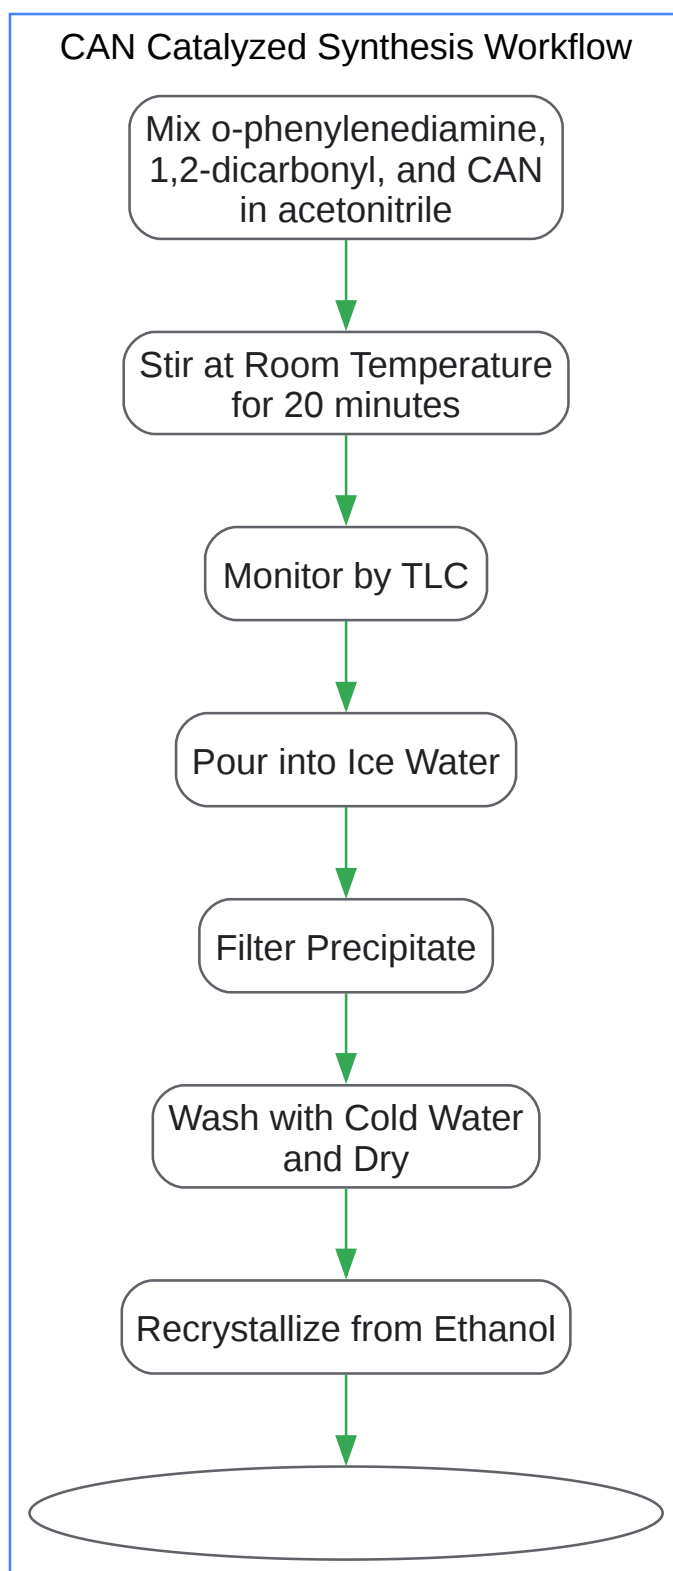 CAN Catalyzed Synthesis Workflow
Mix o-phenylenediamine,
1,2-dicarbonyl, and CAN
in acetonitrile
Stir at Room Temperature
for 20 minutes
Monitor by TLC
Pour into Ice Water
Filter Precipitate
Wash with Cold Water
and Dry
Recrystallize from Ethanol